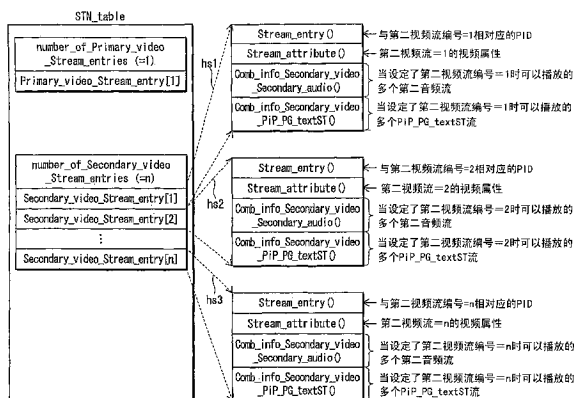 STN_table
number_of_Primary_video
_Stream_entries (=1)
Primary_video_Stream_entry[1]
number_of_Secondary_video
_Stream_entries (=n)
Secondary_video_Stream_entry[1]
Secondary_video_Stream_entry[2]
⋮
Secondary_video_Stream_entry[n]
hs1
Stream_entry()
与第二视频流编号=1相对应的PID
Stream_attribute()
第二视频流=1的视频属性
Comb_info_Secondary_video
_Secondary_audio()
当设定了第二视频流编号=1时可以播放的
多个第二音频流
Comb_info_Secondary_video
_PiP_PG_textST()
当设定了第二视频流编号=1时可以播放的
多个PiP_PG_textST流
hs2
Stream_entry()
与第二视频流编号=2相对应的PID
Stream_attribute()
第二视频流=2的视频属性
Comb_info_Secondary_video
_Secondary_audio()
当设定了第二视频流编号=2时可以播放的
多个第二音频流
Comb_info_Secondary_video
_PiP_PG_textST()
当设定了第二视频流编号=2时可以播放的
多个PiP_PG_textST流
hs3
Stream_entry()
与第二视频流编号=n相对应的PID
Stream_attribute()
第二视频流=n的视频属性
Comb_info_Secondary_video
_Secondary_audio()
当设定了第二视频流编号=n时可以播放的
多个第二音频流
Comb_info_Secondary_video
_PiP_PG_textST()
当设定了第二视频流编号=n时可以播放的
多个PiP_PG_textST流